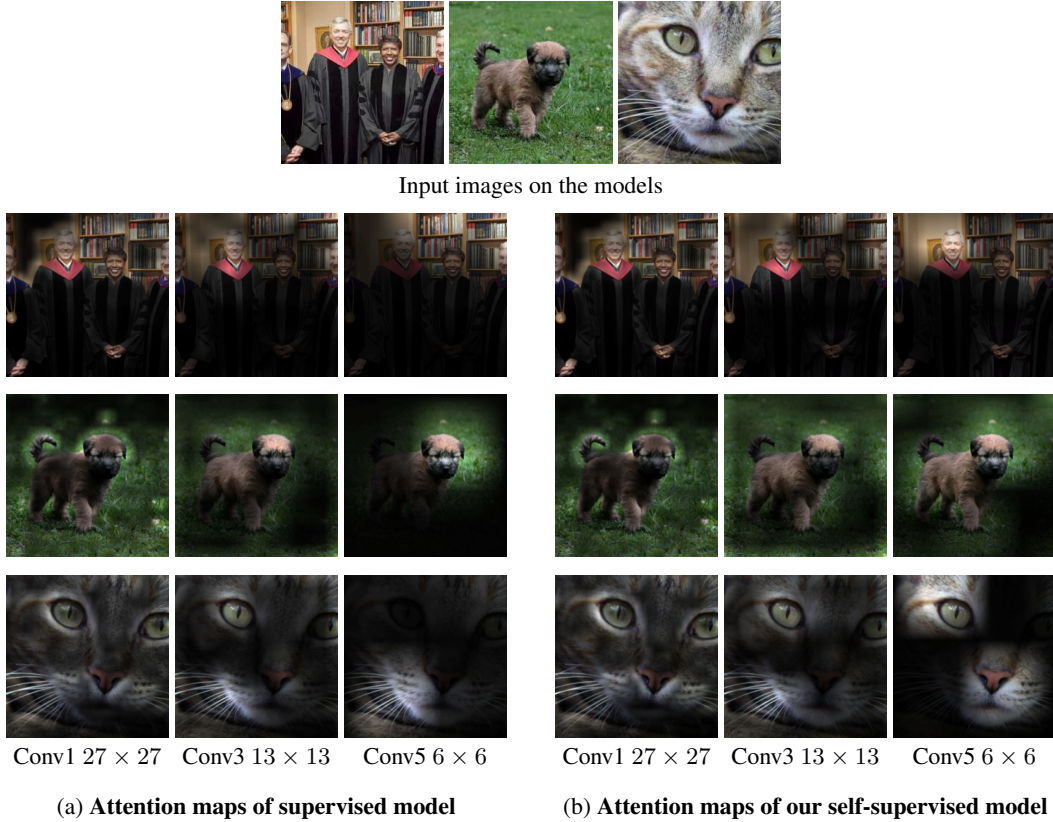 Input images on the models
Conv1 27 × 27 Conv3 13 × 13 Conv5 6 × 6 Conv1 27 × 27 Conv3 13 × 13 Conv5 6 × 6
(a) Attention maps of supervised model (b) Attention maps of our self-supervised model